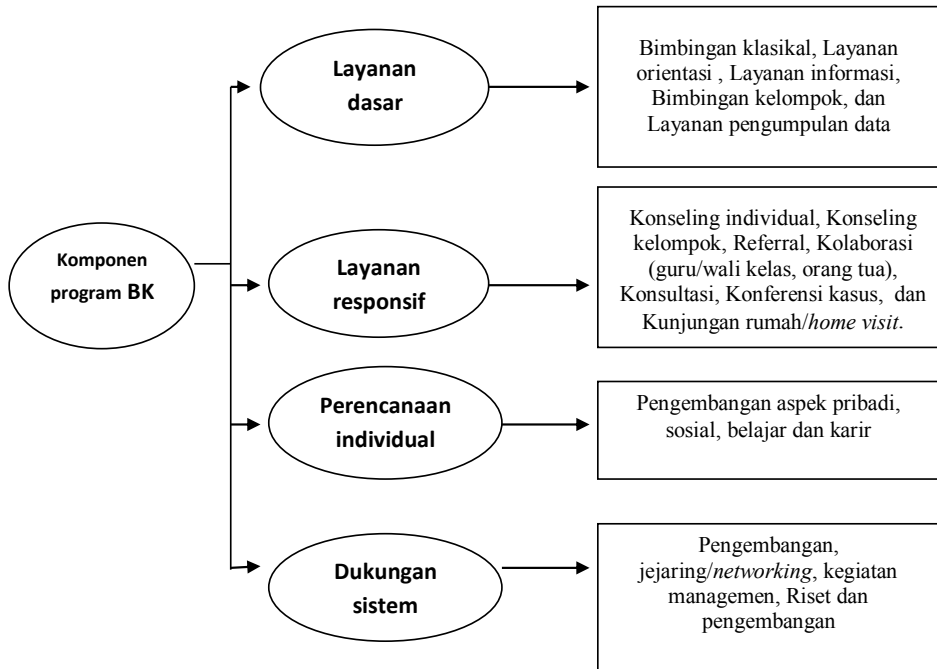 Komponen
program BK
Layanan
dasar
Bimbingan klasikal, Layanan
orientasi , Layanan informasi,
Bimbingan kelompok, dan
Layanan pengumpulan data
Layanan
responsif
Konseling individual, Konseling
kelompok, Referral, Kolaborasi
(guru/wali kelas, orang tua),
Konsultasi, Konferensi kasus, dan
Kunjungan rumah/home visit.
Perencanaan
individual
Pengembangan aspek pribadi,
sosial, belajar dan karir
Dukungan
sistem
Pengembangan,
jejaring/networking, kegiatan
managemen, Riset dan
pengembangan